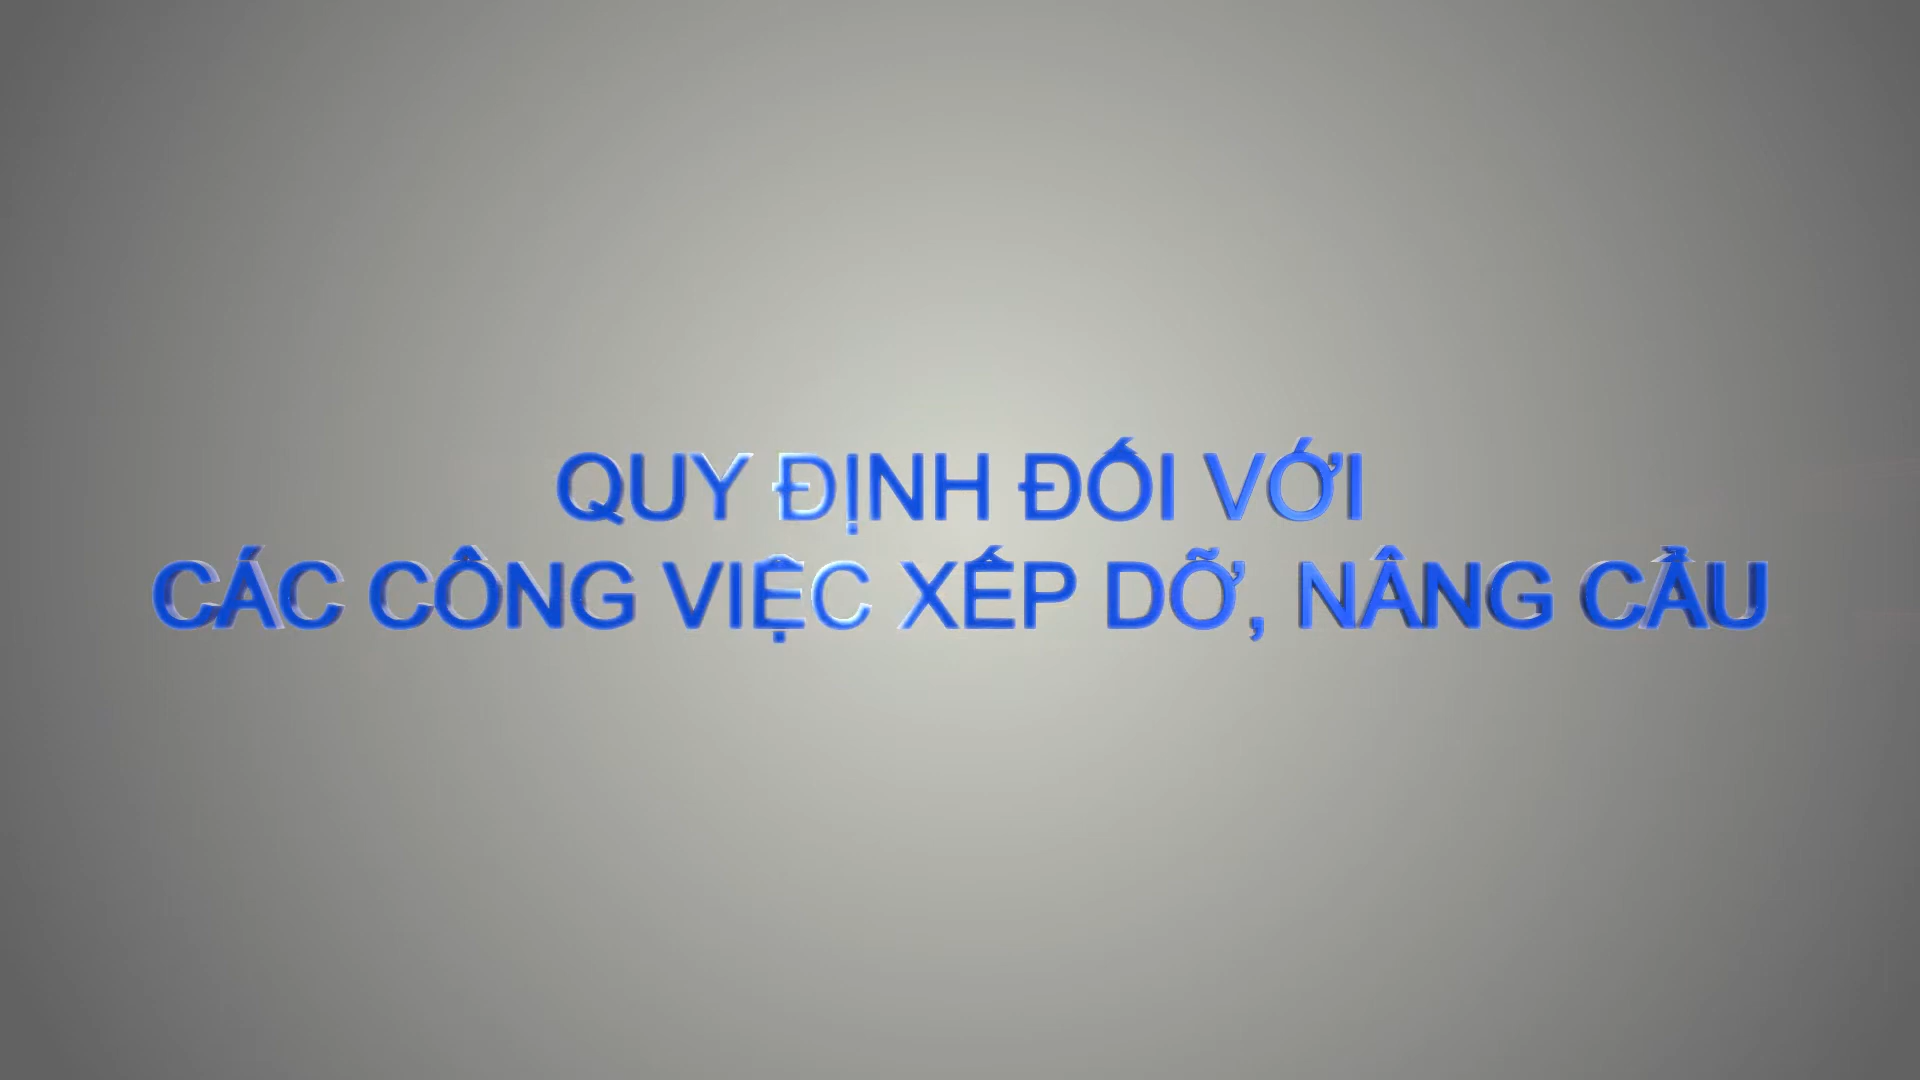 QUY ĐỊNH ĐỐI VỚI
CÁC CÔNG VIỆC XẾP DỠ, NÂNG CẨU